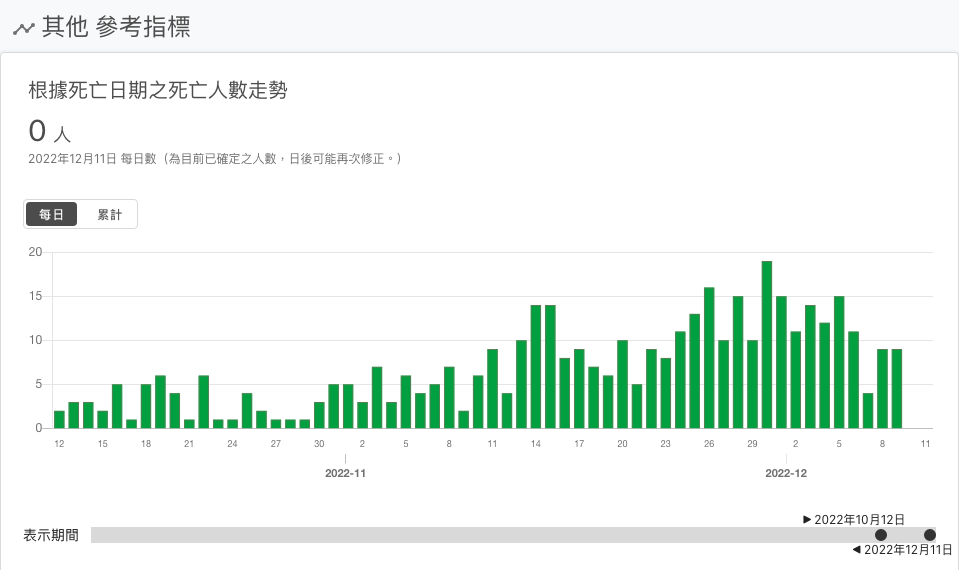 其他 參考指標
根據死亡日期之死亡人數走勢
0 人
2022年12月11日 每日數（為目前已確定之人數，日後可能再次修正。）
每日 累計
20
15
10
5
0
12 15 18 21 24 27 30 2 5 8 11 14 17 20 23 26 29 2 5 8 11
2022-11 2022-12
▶ 2022年10月12日
表示期間
◀ 2022年12月11日